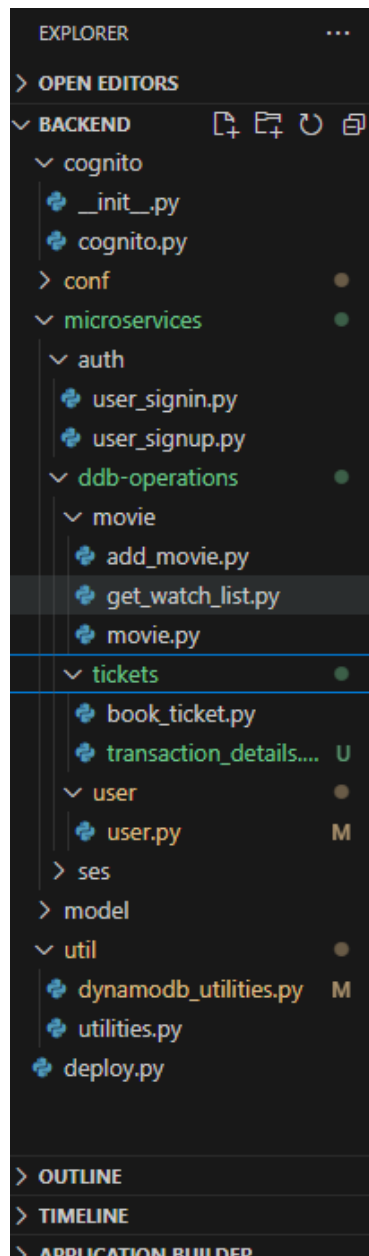 EXPLORER ...
OPEN EDITORS
BACKEND
cognito
__init__.py
cognito.py
conf
microservices
auth
user_signin.py
user_signup.py
ddb-operations
movie
add_movie.py
get_watch_list.py
movie.py
tickets
book_ticket.py
transaction_details.... U
user
user.py M
ses
model
util
dynamodb_utilities.py M
utilities.py
deploy.py
OUTLINE
TIMELINE
APPLICATION BUILDER